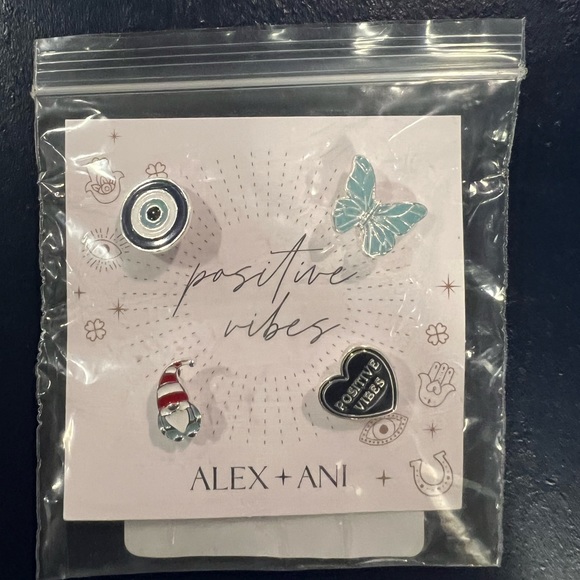 positive
vibes
POSITIVE
VIBES
ALEX + ANI